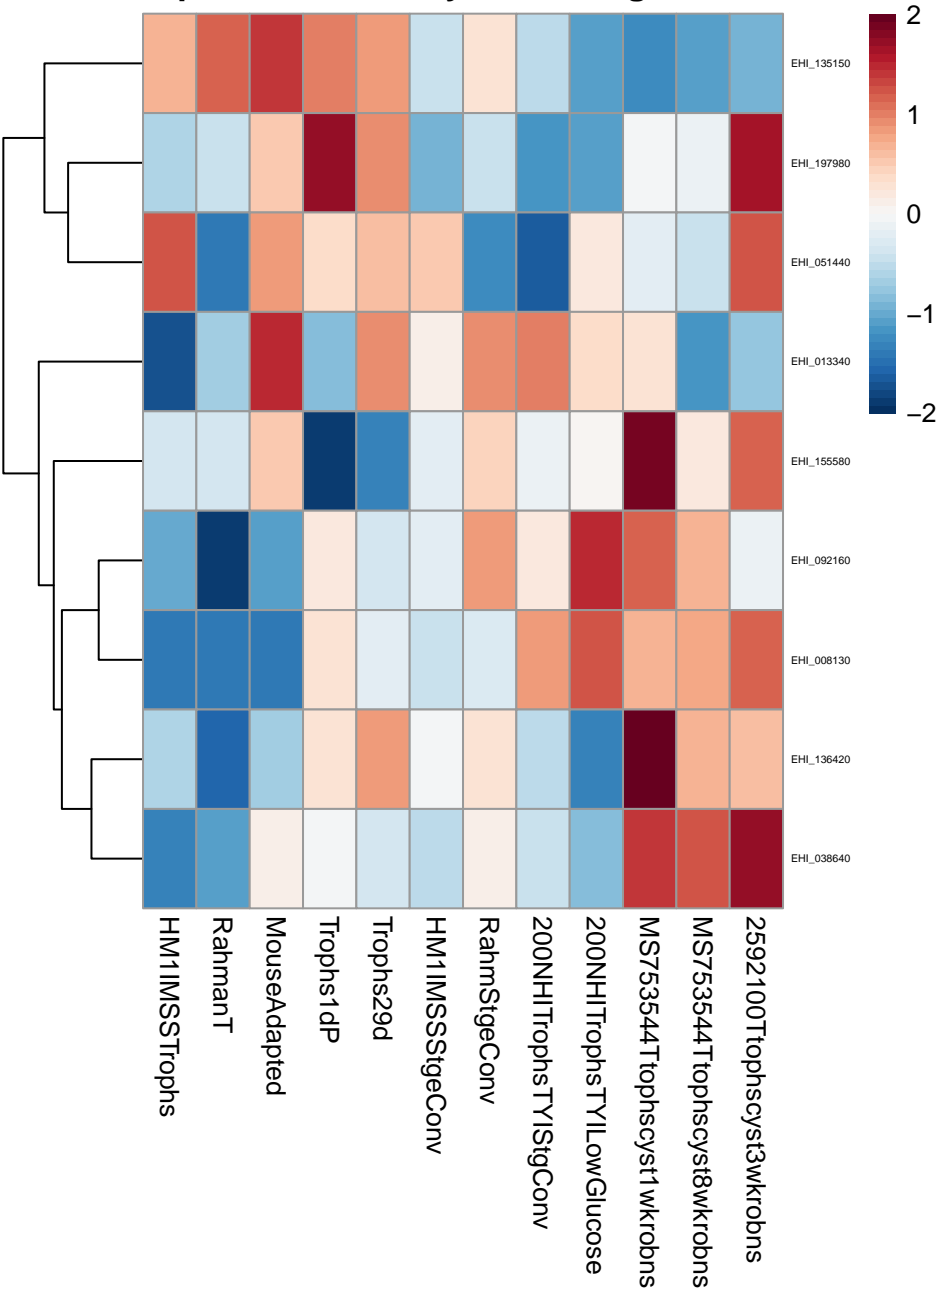 2
1
0
−1
−2
EHI_135150
EHI_197980
EHI_051440
EHI_013340
EHI_155580
EHI_092160
EHI_008130
EHI_136420
EHI_038640
HM1IMSSTrophs
RahmanT
MouseAdapted
Trophs1dP
Trophs29d
HM1IMSSStgeConv
RahmStgeConv
200NHITrophsTYIStgConv
200NHITrophsTYILowGlucose
MS753544Ttophscyst1wkrobns
MS753544Ttophscyst8wkrobns
2592100Ttophscyst3wkrobns